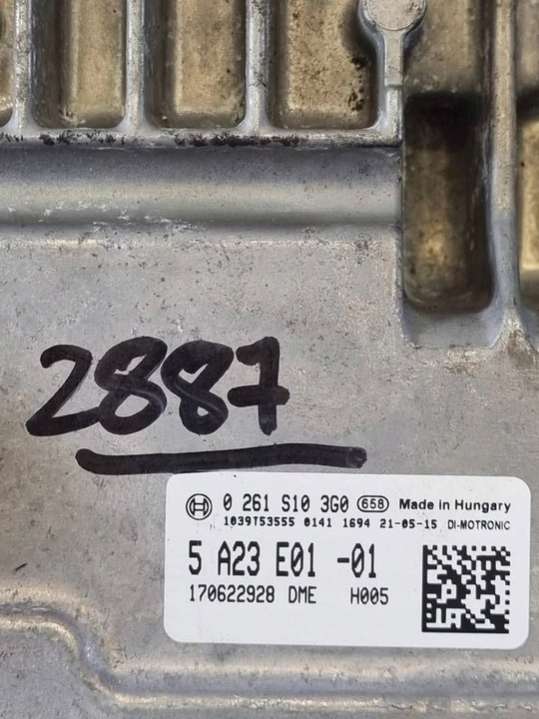 2887
BOSCH 0 261 S10 3G0 658 Made in Hungary
1039T53555 0141 1694 21-05-15 DI-MOTRONIC
5 A23 E01 -01
170622928 DME H005